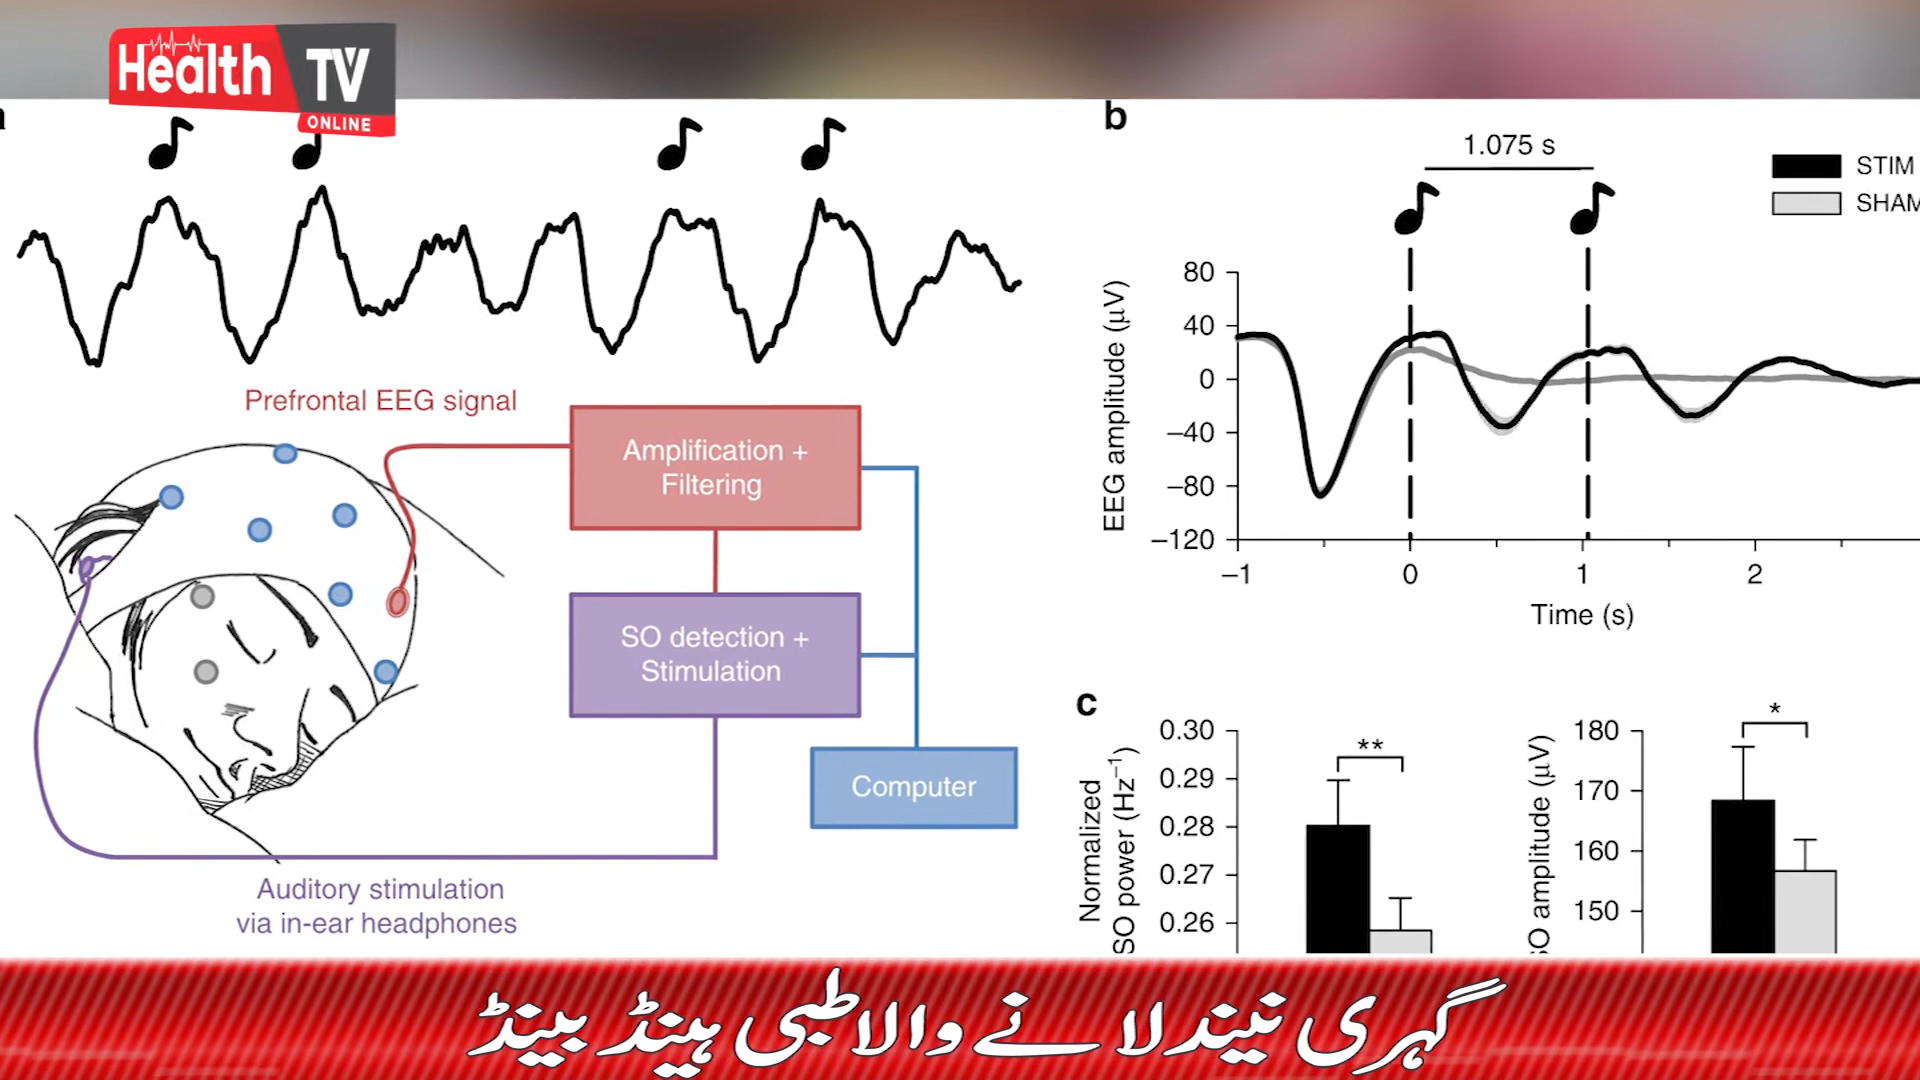 Health TV
ONLINE
Prefrontal EEG signal
Amplification +
Filtering
SO detection +
Stimulation
Computer
Auditory stimulation
via in-ear headphones
b
1.075 s
STIM
SHAM
EEG amplitude (µV)
80
40
0
−40
−80
−120
−1
0
1
2
Time (s)
c
Normalized
SO power (Hz⁻¹)
0.30
0.29
0.28
0.27
0.26
**
SO amplitude (µV)
180
170
160
150
*
گہری نیند لانے والا طبی ہینڈ بینڈ